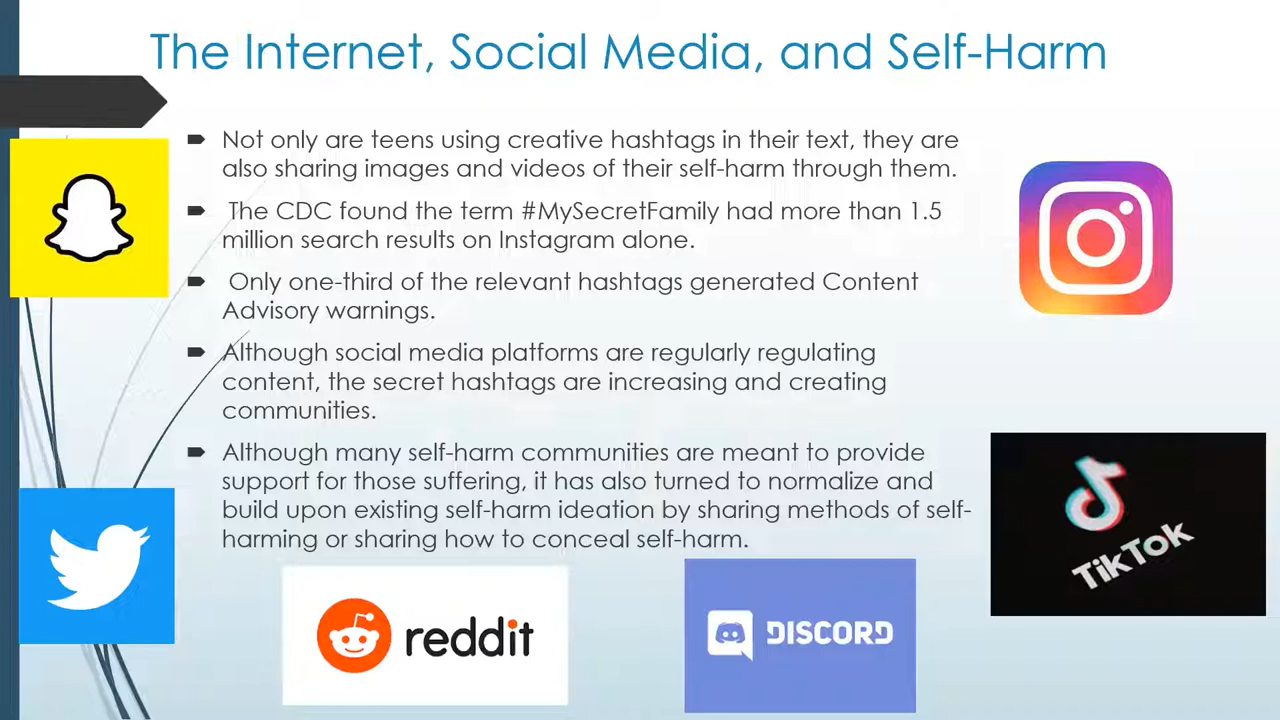 The Internet, Social Media, and Self-Harm
Not only are teens using creative hashtags in their text, they are
also sharing images and videos of their self-harm through them.
The CDC found the term #MySecretFamily had more than 1.5
million search results on Instagram alone.
Only one-third of the relevant hashtags generated Content
Advisory warnings.
Although social media platforms are regularly regulating
content, the secret hashtags are increasing and creating
communities.
Although many self-harm communities are meant to provide
support for those suffering, it has also turned to normalize and
build upon existing self-harm ideation by sharing methods of self-
harming or sharing how to conceal self-harm.
TikTok
reddit
DISCORD